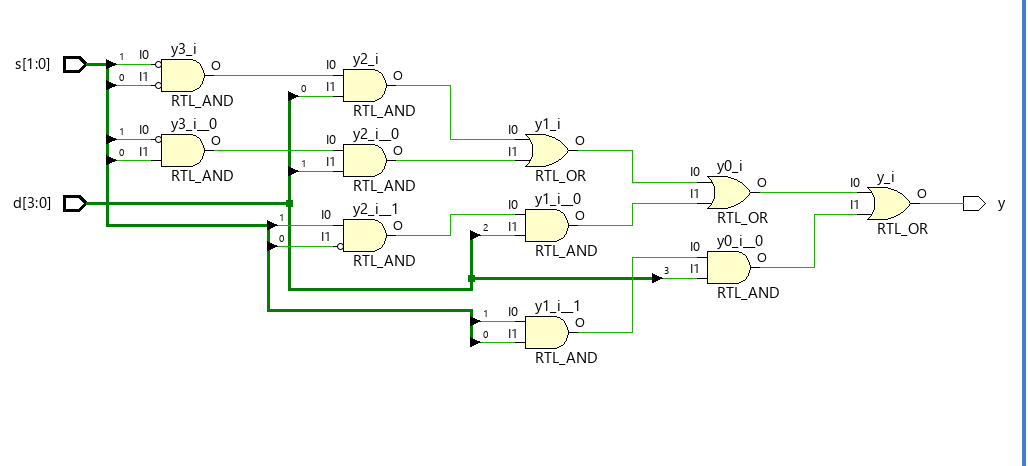 s[1:0]
d[3:0]
1
I0
0
I1
y3_i
O
RTL_AND
1
I0
0
I1
y3_i__0
O
RTL_AND
y2_i
I0
0
I1
O
RTL_AND
y2_i__0
I0
1
I1
O
RTL_AND
y2_i__1
1
I0
0
I1
O
RTL_AND
y1_i
I0
I1
O
RTL_OR
y1_i__0
I0
2
I1
O
RTL_AND
y1_i__1
1
I0
0
I1
O
RTL_AND
y0_i
I0
I1
O
RTL_OR
y0_i__0
I0
3
I1
O
RTL_AND
y_i
I0
I1
O
RTL_OR
y